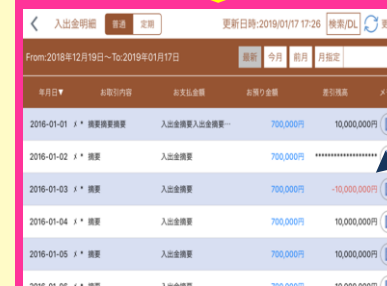 入出金明細 普通 定期 更新日時:2019/01/17 17:26 検索/DL
From:2018年12月19日~To:2019年01月17日 最新 今月 前月 月指定
年月日▼ お取引内容 お支払金額 お預り金額 差引残高
2016-01-01 メ * 摘要摘要摘要 入出金摘要入出金摘要… 700,000円 10,000,000円
2016-01-02 メ * 摘要 入出金摘要 700,000円 ********************
2016-01-03 メ * 摘要 入出金摘要 700,000円 -10,000,000円
2016-01-04 メ * 摘要 入出金摘要 700,000円 10,000,000円
2016-01-05 メ * 摘要 入出金摘要 700,000円 10,000,000円